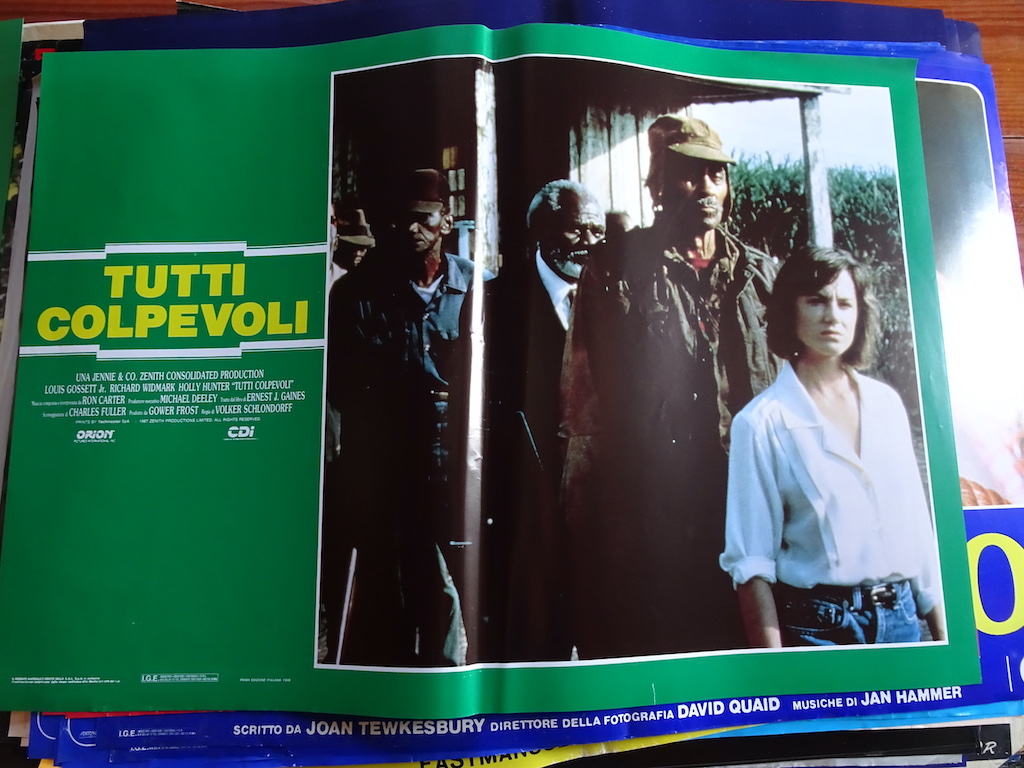 TUTTI
COLPEVOLI
UNA JENNIE & CO. ZENITH CONSOLIDATED PRODUCTION
LOUIS GOSSETT Jr. RICHARD WIDMARK HOLLY HUNTER "TUTTI COLPEVOLI"
Musica composta e interpretata da RON CARTER Produttore esecutivo MICHAEL DEELEY Tratto dal libro di ERNEST J. GAINES
Sceneggiatura di CHARLES FULLER Prodotto da GOWER FROST Regia di VOLKER SCHLONDORFF
PRINTS BY Technicolor SpA - 1987 ZENITH PRODUCTIONS LIMITED. ALL RIGHTS RESERVED
ORION
CDI
I.G.E.
PRIMA EDIZIONE ITALIANA
O
I.G.E.
SCRITTO DA JOAN TEWKESBURY DIRETTORE DELLA FOTOGRAFIA DAVID QUAID MUSICHE DI JAN HAMMER
I.G.E.
EASTMANCO